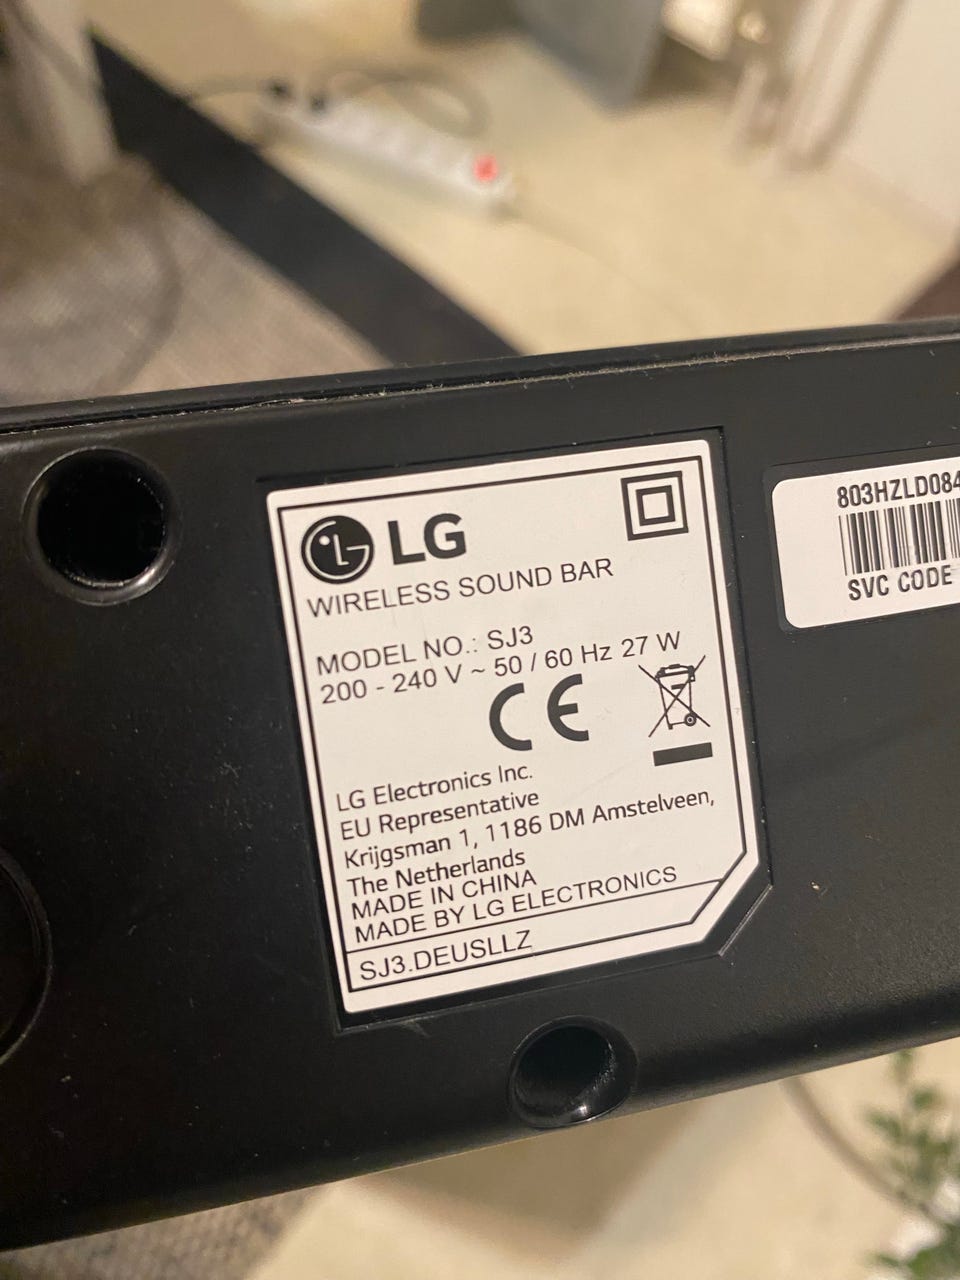 LG
WIRELESS SOUND BAR
MODEL NO.: SJ3
200 - 240 V ~ 50 / 60 Hz 27 W
CE
LG Electronics Inc.
EU Representative
Krijgsman 1, 1186 DM Amstelveen,
The Netherlands
MADE IN CHINA
MADE BY LG ELECTRONICS
SJ3.DEUSLLZ
803HZLD084
SVC CODE